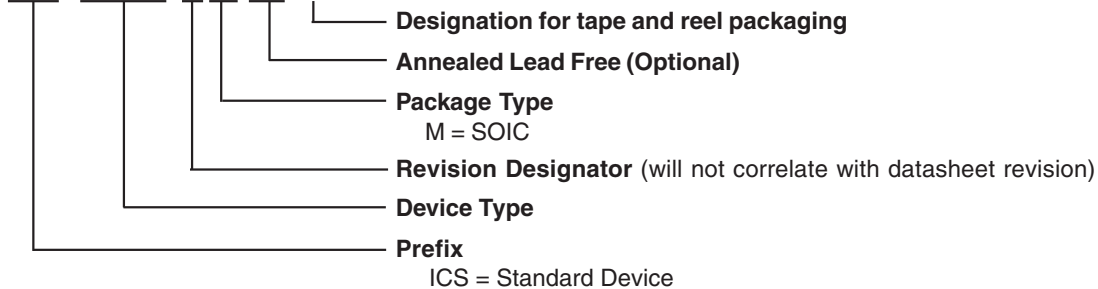 Designation for tape and reel packaging
Annealed Lead Free (Optional)
Package Type
M = SOIC
Revision Designator (will not correlate with datasheet revision)
Device Type
Prefix
ICS = Standard Device